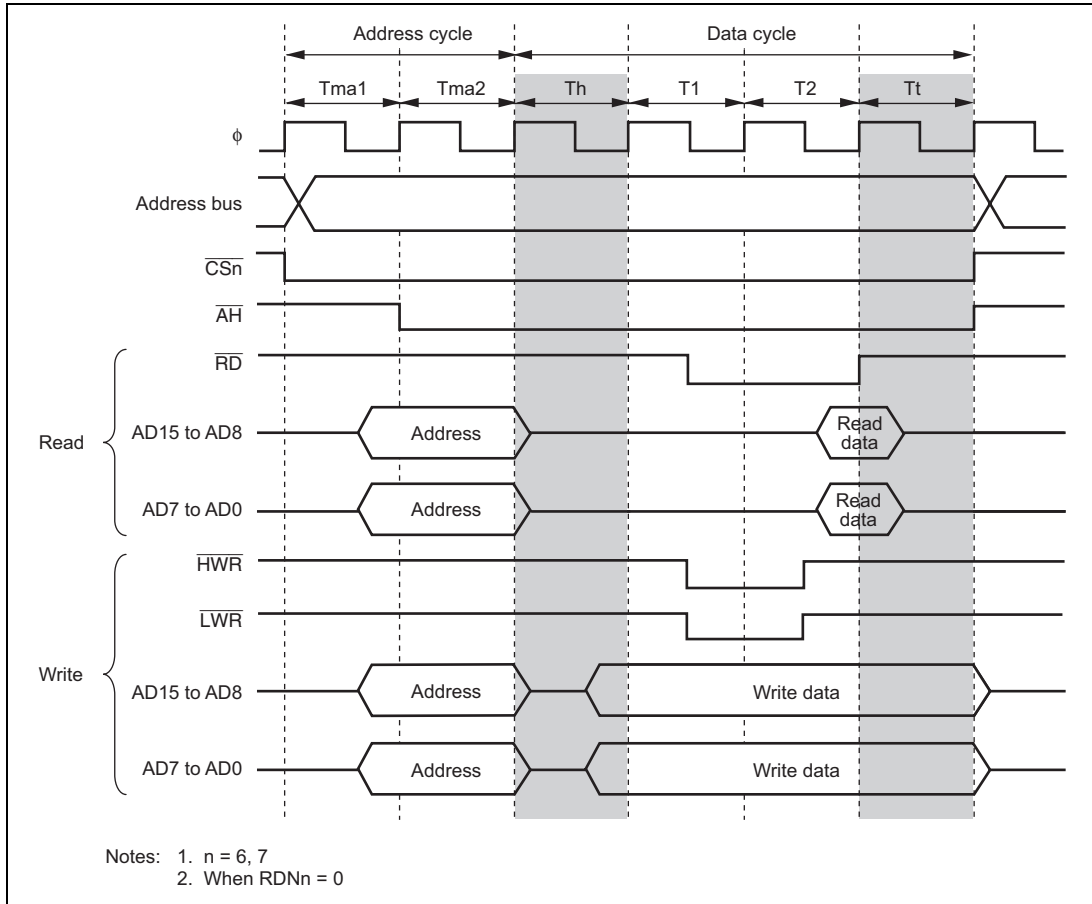 Address cycle Data cycle
Tma1 Tma2 Th T1 T2 Tt
ϕ
Address bus
CSn
AH
RD
Read AD15 to AD8 Address Read data
AD7 to AD0 Address Read data
HWR
LWR
Write AD15 to AD8 Address Write data
AD7 to AD0 Address Write data
Notes: 1. n = 6, 7
2. When RDNn = 0